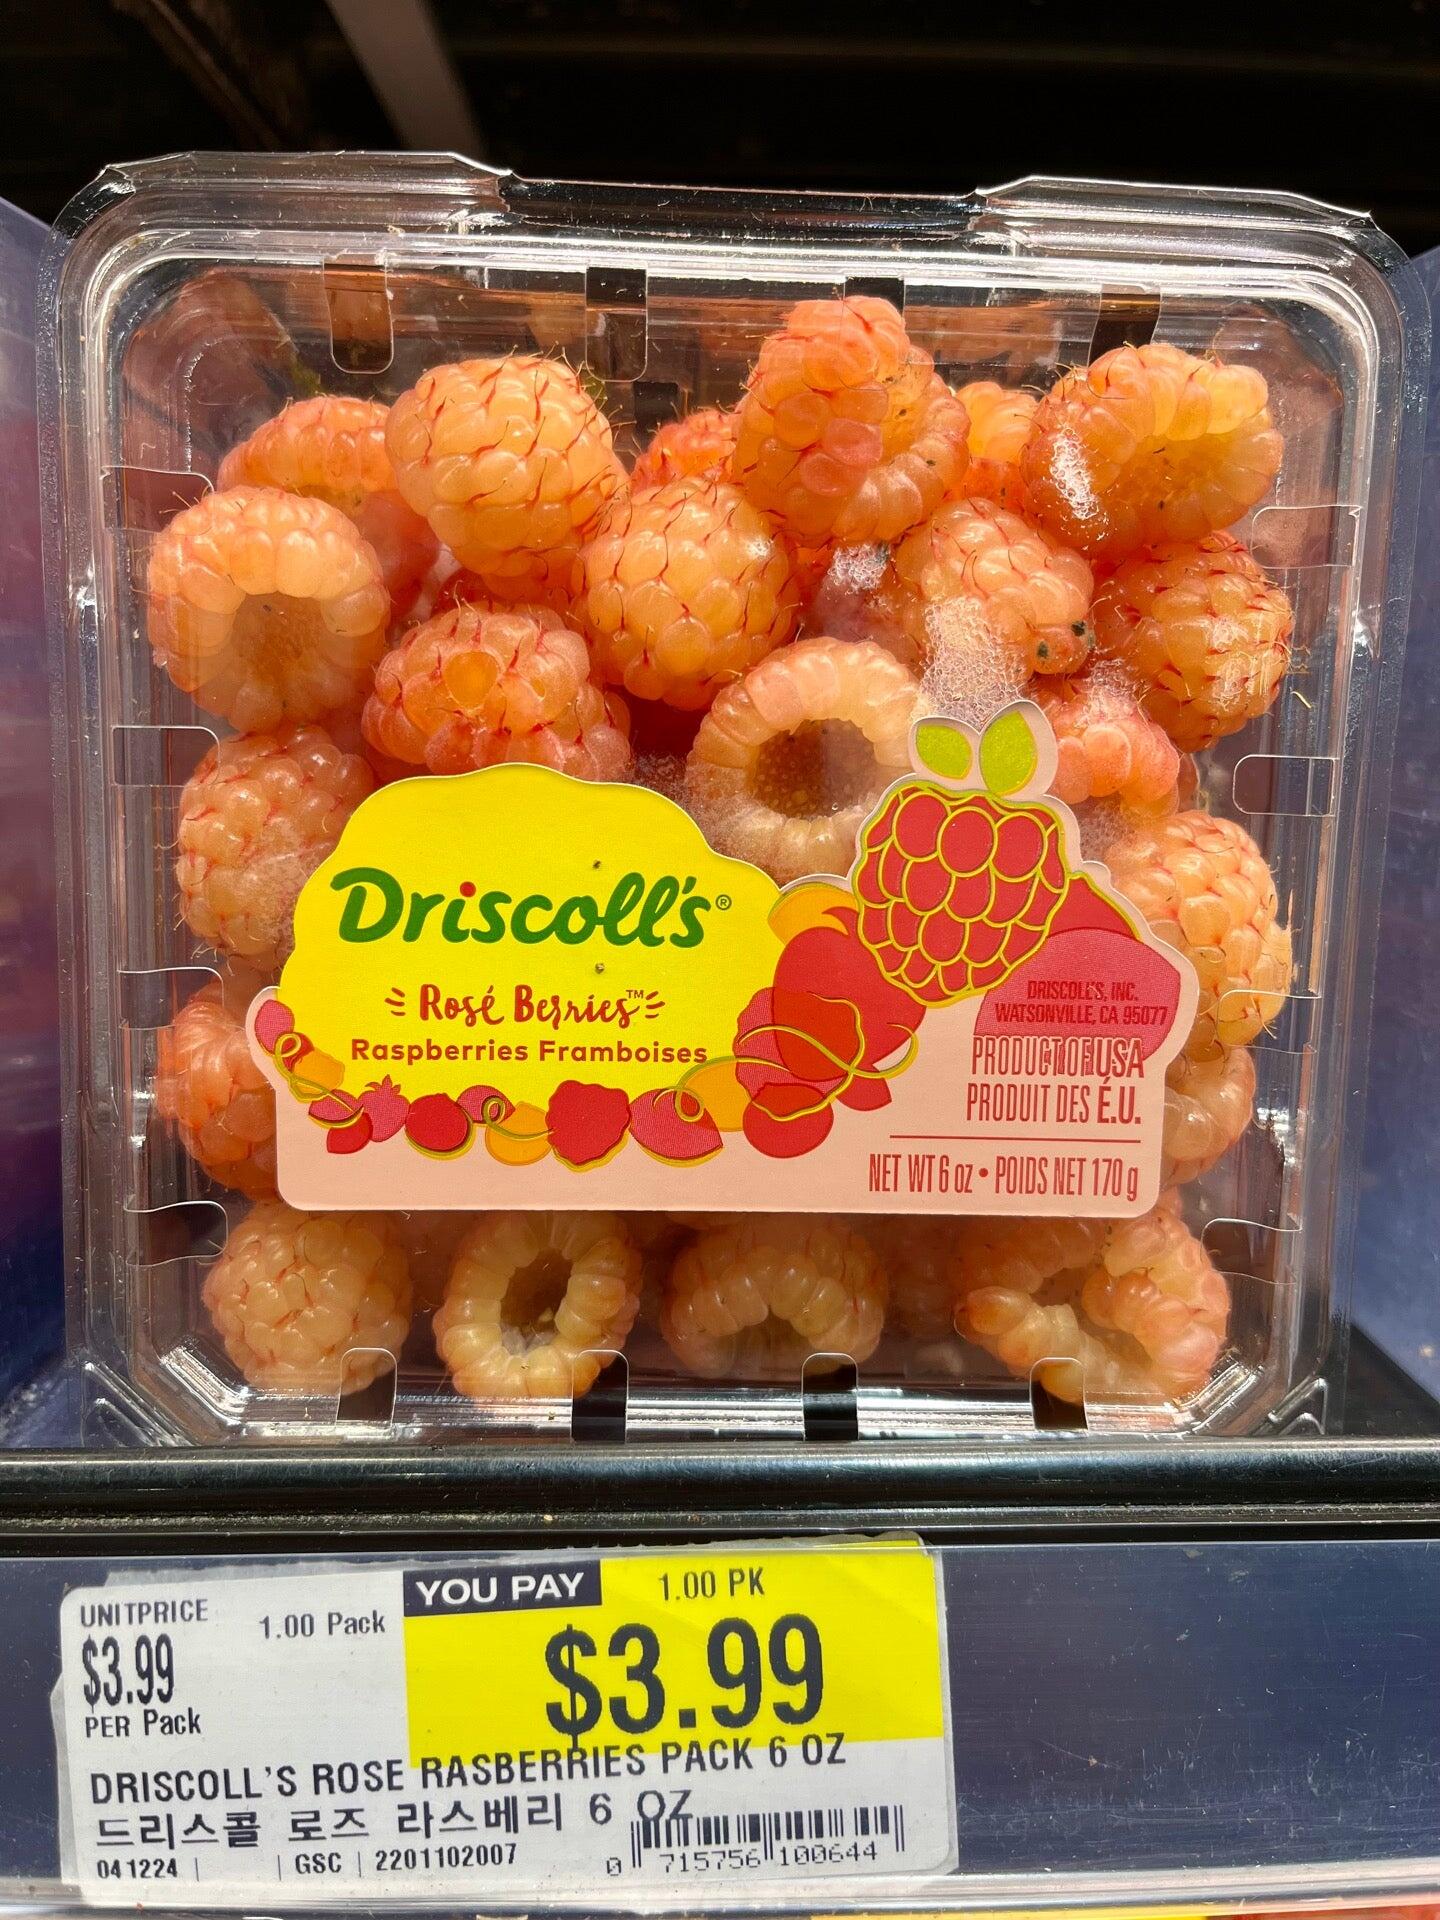 Driscoll's®
Rosé Berries™
Raspberries Framboises
DRISCOLL'S, INC.
WATSONVILLE, CA 95077
PRODUCT OF USA
PRODUIT DES É.U.
NET WT 6 oz • POIDS NET 170 g
UNITPRICE
1.00 Pack
$3.99
PER Pack
YOU PAY
1.00 PK
$3.99
DRISCOLL'S ROSE RASBERRIES PACK 6 OZ
드리스콜 로즈 라스베리 6 OZ
041224 | | GSC | 2201102007
0 715756 100644